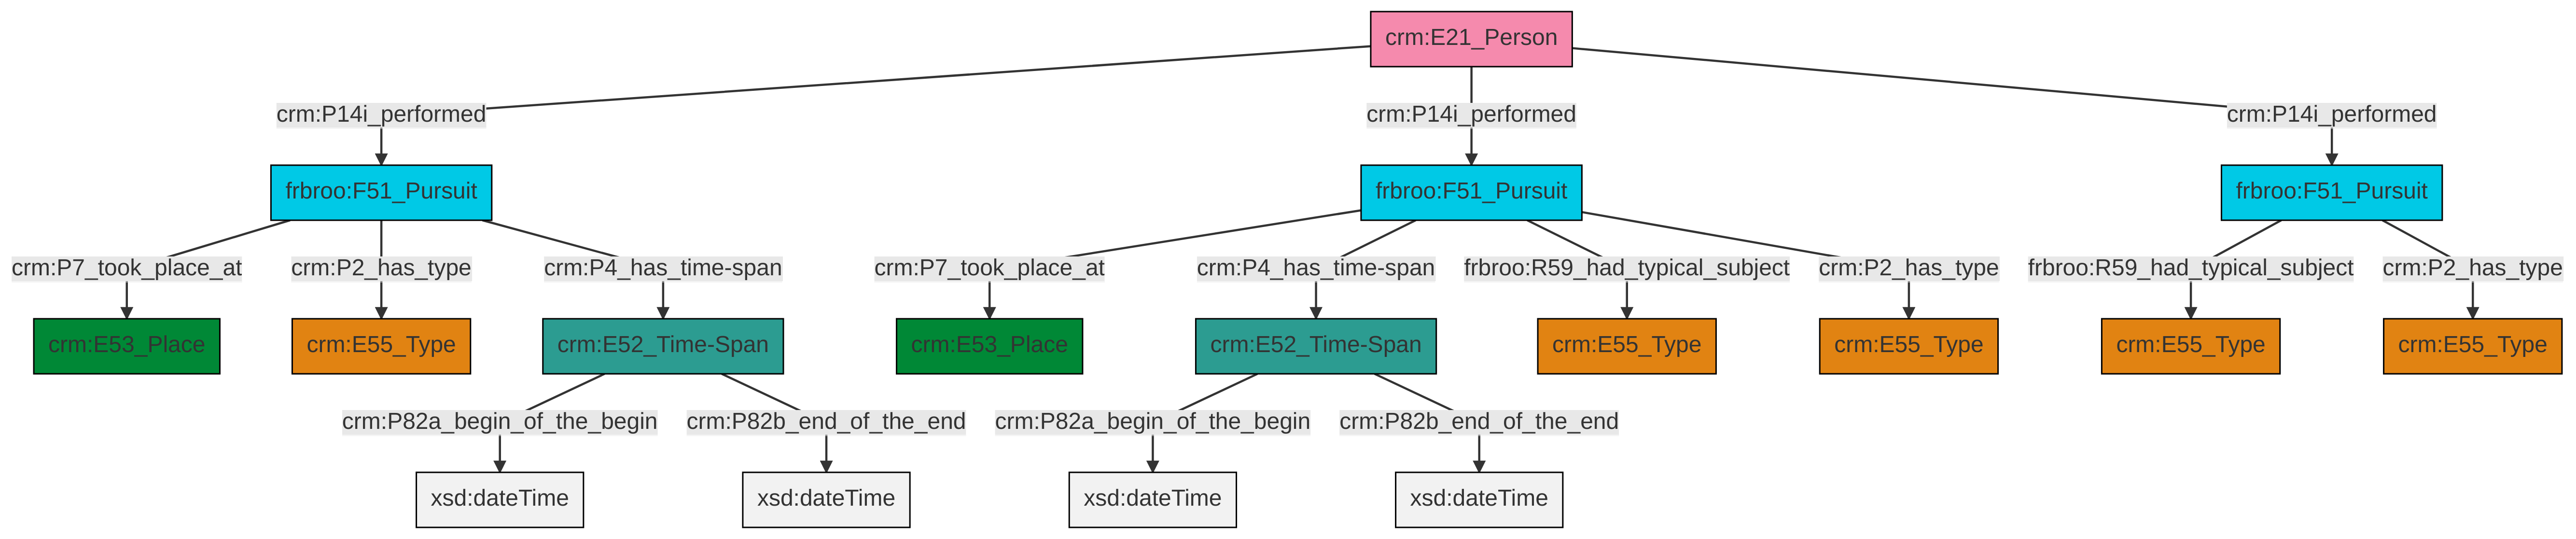 crm:E21_Person
crm:P14i_performed
crm:P14i_performed
crm:P14i_performed
frbroo:F51_Pursuit
frbroo:F51_Pursuit
frbroo:F51_Pursuit
crm:P7_took_place_at
crm:P2_has_type
crm:P4_has_time-span
crm:P7_took_place_at
crm:P4_has_time-span
frbroo:R59_had_typical_subject
crm:P2_has_type
frbroo:R59_had_typical_subject
crm:P2_has_type
crm:E53_Place
crm:E55_Type
crm:E52_Time-Span
crm:E53_Place
crm:E52_Time-Span
crm:E55_Type
crm:E55_Type
crm:E55_Type
crm:E55_Type
crm:P82a_begin_of_the_begin
crm:P82b_end_of_the_end
crm:P82a_begin_of_the_begin
crm:P82b_end_of_the_end
xsd:dateTime
xsd:dateTime
xsd:dateTime
xsd:dateTime